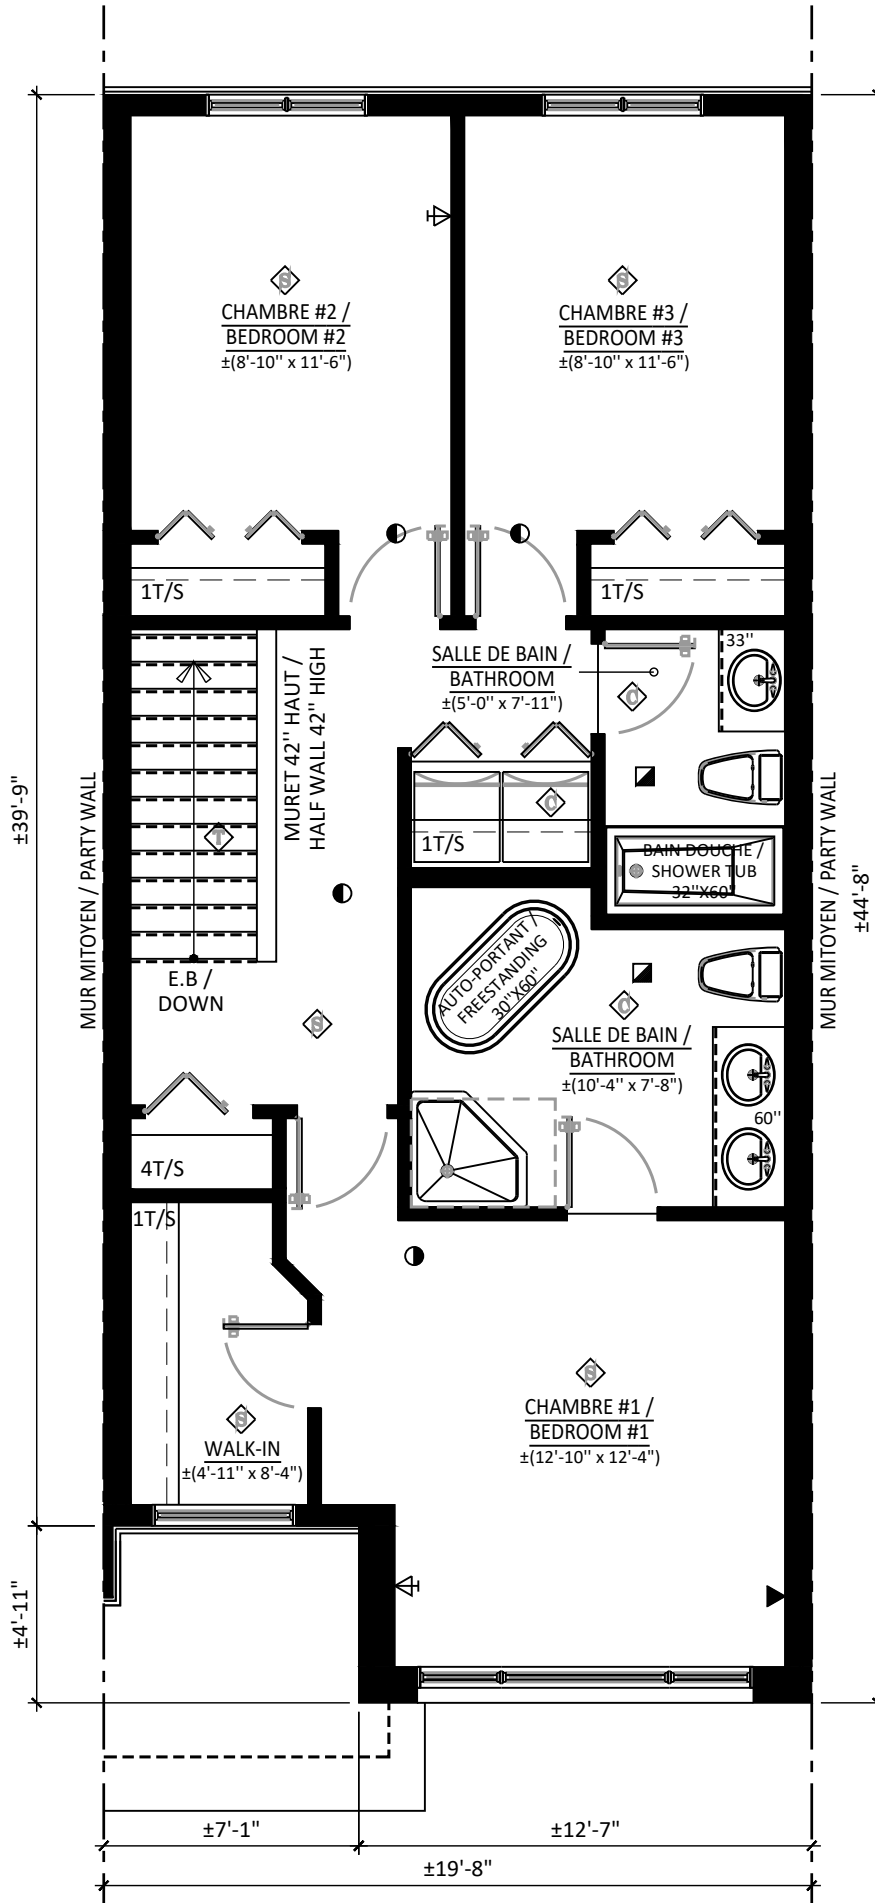 S
CHAMBRE #2 /
BEDROOM #2
±(8'-10'' x 11'-6")
S
CHAMBRE #3 /
BEDROOM #3
±(8'-10'' x 11'-6")
1T/S
1T/S
MURET 42'' HAUT /
HALF WALL 42'' HIGH
SALLE DE BAIN /
BATHROOM
±(5'-0'' x 7'-11")
33''
C
±39'-9"
MUR MITOYEN / PARTY WALL
T
C
1T/S
BAIN DOUCHE /
SHOWER TUB
32''X60''
MUR MITOYEN / PARTY WALL
±44'-8"
E.B /
DOWN
AUTO-PORTANT /
FREESTANDING
30''X60''
S
C
SALLE DE BAIN /
BATHROOM
±(10'-4'' x 7'-8")
60''
4T/S
1T/S
S
WALK-IN
±(4'-11'' x 8'-4")
S
CHAMBRE #1 /
BEDROOM #1
±(12'-10'' x 12'-4")
±4'-11"
±7'-1"
±12'-7"
±19'-8"